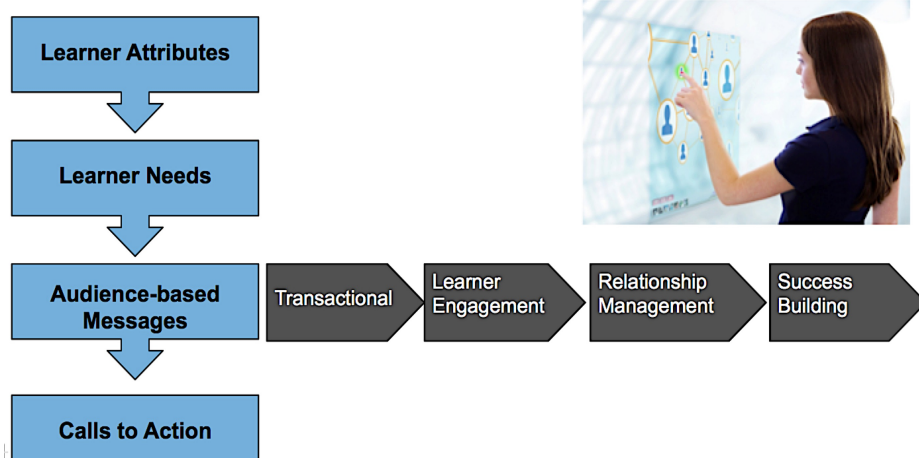 Learner Attributes
Learner Needs
Audience-based
Messages
Transactional
Learner
Engagement
Relationship
Management
Success
Building
Calls to Action